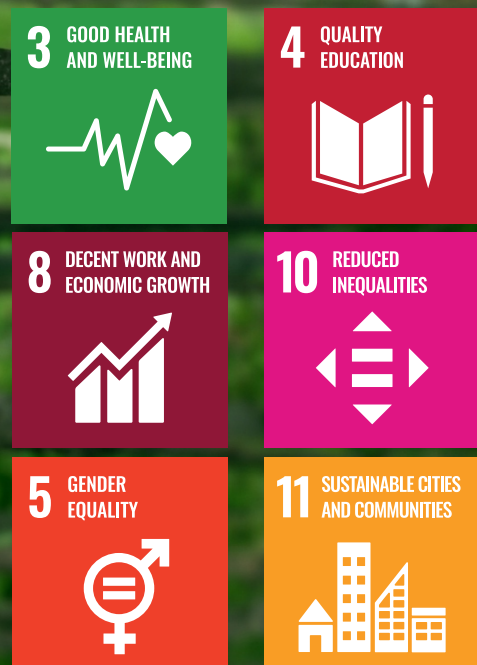 3 GOOD HEALTH
AND WELL-BEING
4 QUALITY
EDUCATION
8 DECENT WORK AND
ECONOMIC GROWTH
10 REDUCED
INEQUALITIES
5 GENDER
EQUALITY
11 SUSTAINABLE CITIES
AND COMMUNITIES